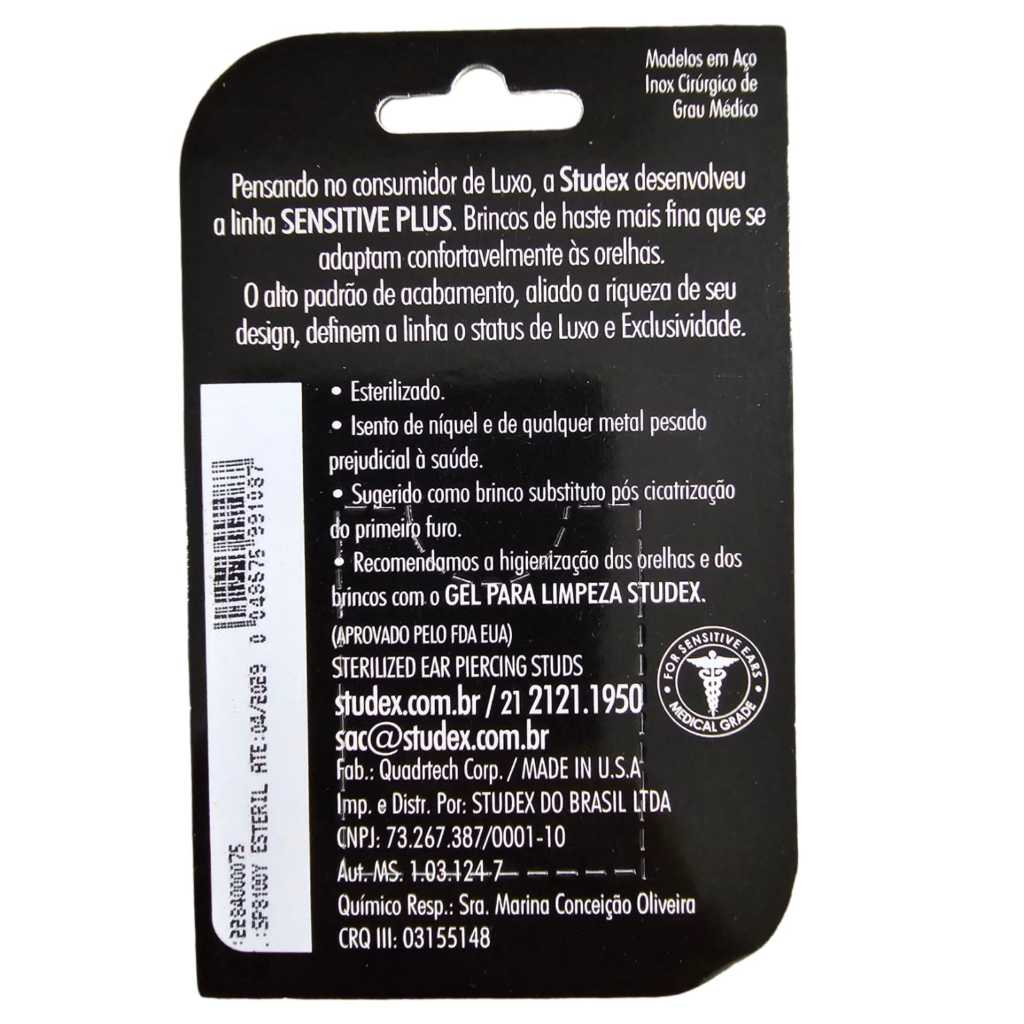 Modelos em Aço
Inox Cirúrgico de
Grau Médico
Pensando no consumidor de Luxo, a Studex desenvolveu
a linha SENSITIVE PLUS. Brincos de haste mais fina que se
adaptam confortavelmente às orelhas.
O alto padrão de acabamento, aliado a riqueza de seu
design, definem a linha o status de Luxo e Exclusividade.
• Esterilizado.
• Isento de níquel e de qualquer metal pesado
prejudicial à saúde.
• Sugerido como brinco substituto pós cicatrização
do primeiro furo.
• Recomendamos a higienização das orelhas e dos
brincos com o GEL PARA LIMPEZA STUDEX.
(APROVADO PELO FDA EUA)
STERILIZED EAR PIERCING STUDS
studex.com.br / 21 2121.1950
sac@studex.com.br
Fab.: Quadrtech Corp. / MADE IN U.S.A
Imp. e Distr. Por: STUDEX DO BRASIL LTDA
CNPJ: 73.267.387/0001-10
Aut. MS. 1.03.124-7
Químico Resp.: Sra. Marina Conceição Oliveira
CRQ III: 03155148
• FOR SENSITIVE EARS •
MEDICAL GRADE
0 048575 991087
:2284000075
.:SP8100Y ESTERIL ATE:04/2029